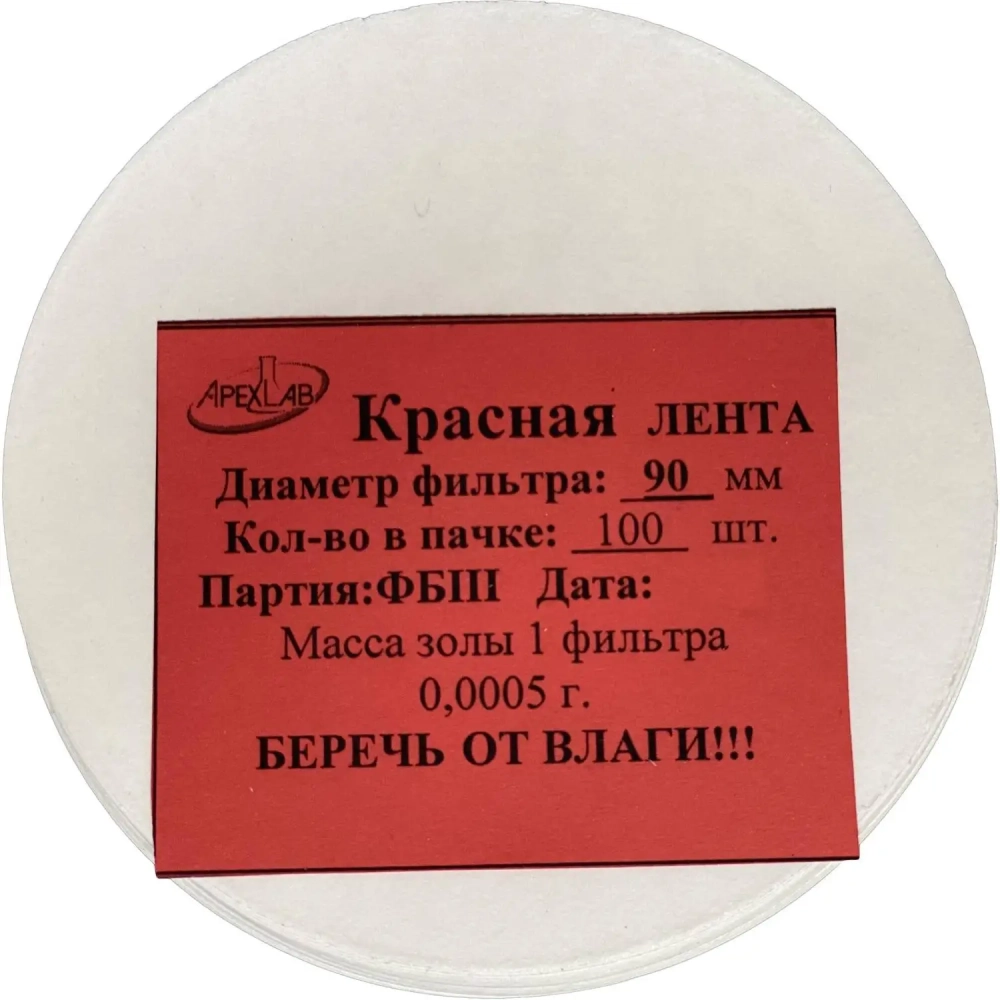 APEXLAB
Красная ЛЕНТА
Диаметр фильтра: 90 мм
Кол-во в пачке: 100 шт.
Партия:ФБIII Дата:
Масса золы 1 фильтра
0,0005 г.
БЕРЕЧЬ ОТ ВЛАГИ!!!